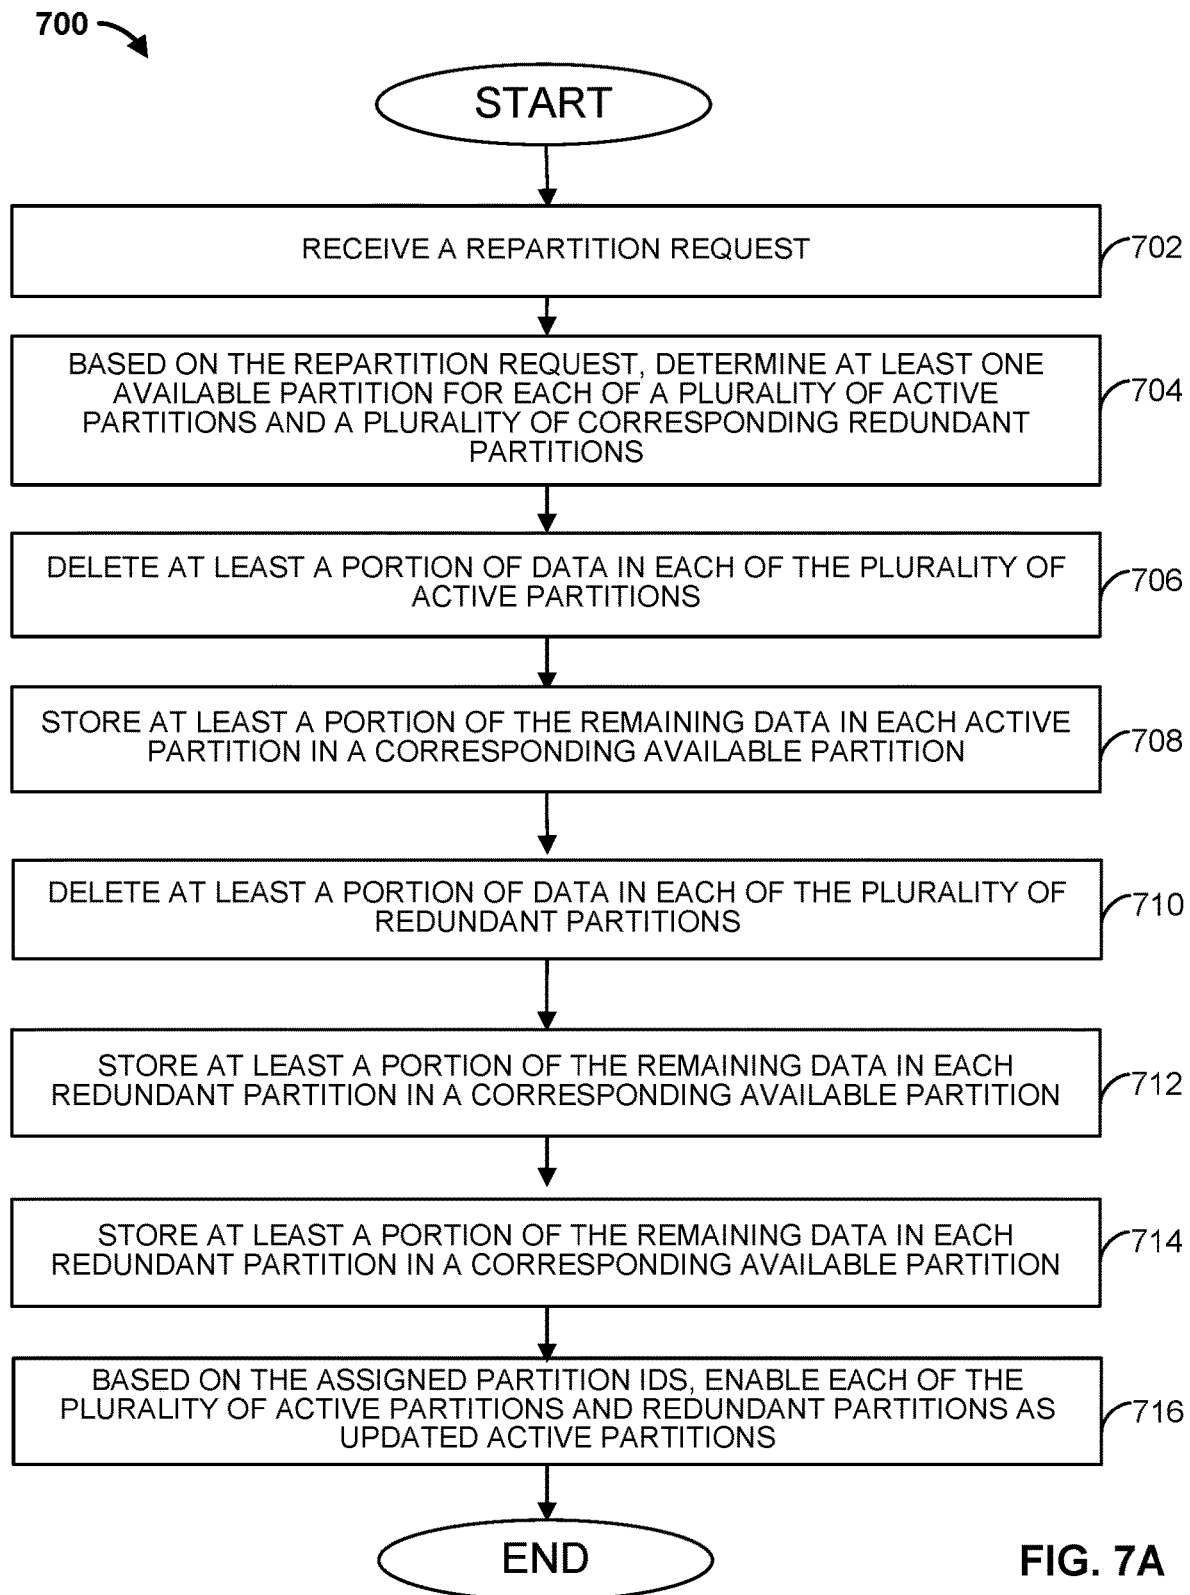 700
START
RECEIVE A REPARTITION REQUEST
702
BASED ON THE REPARTITION REQUEST, DETERMINE AT LEAST ONE
AVAILABLE PARTITION FOR EACH OF A PLURALITY OF ACTIVE
PARTITIONS AND A PLURALITY OF CORRESPONDING REDUNDANT
PARTITIONS
704
DELETE AT LEAST A PORTION OF DATA IN EACH OF THE PLURALITY OF
ACTIVE PARTITIONS
706
STORE AT LEAST A PORTION OF THE REMAINING DATA IN EACH ACTIVE
PARTITION IN A CORRESPONDING AVAILABLE PARTITION
708
DELETE AT LEAST A PORTION OF DATA IN EACH OF THE PLURALITY OF
REDUNDANT PARTITIONS
710
STORE AT LEAST A PORTION OF THE REMAINING DATA IN EACH
REDUNDANT PARTITION IN A CORRESPONDING AVAILABLE PARTITION
712
STORE AT LEAST A PORTION OF THE REMAINING DATA IN EACH
REDUNDANT PARTITION IN A CORRESPONDING AVAILABLE PARTITION
714
BASED ON THE ASSIGNED PARTITION IDS, ENABLE EACH OF THE
PLURALITY OF ACTIVE PARTITIONS AND REDUNDANT PARTITIONS AS
UPDATED ACTIVE PARTITIONS
716
END
FIG. 7A